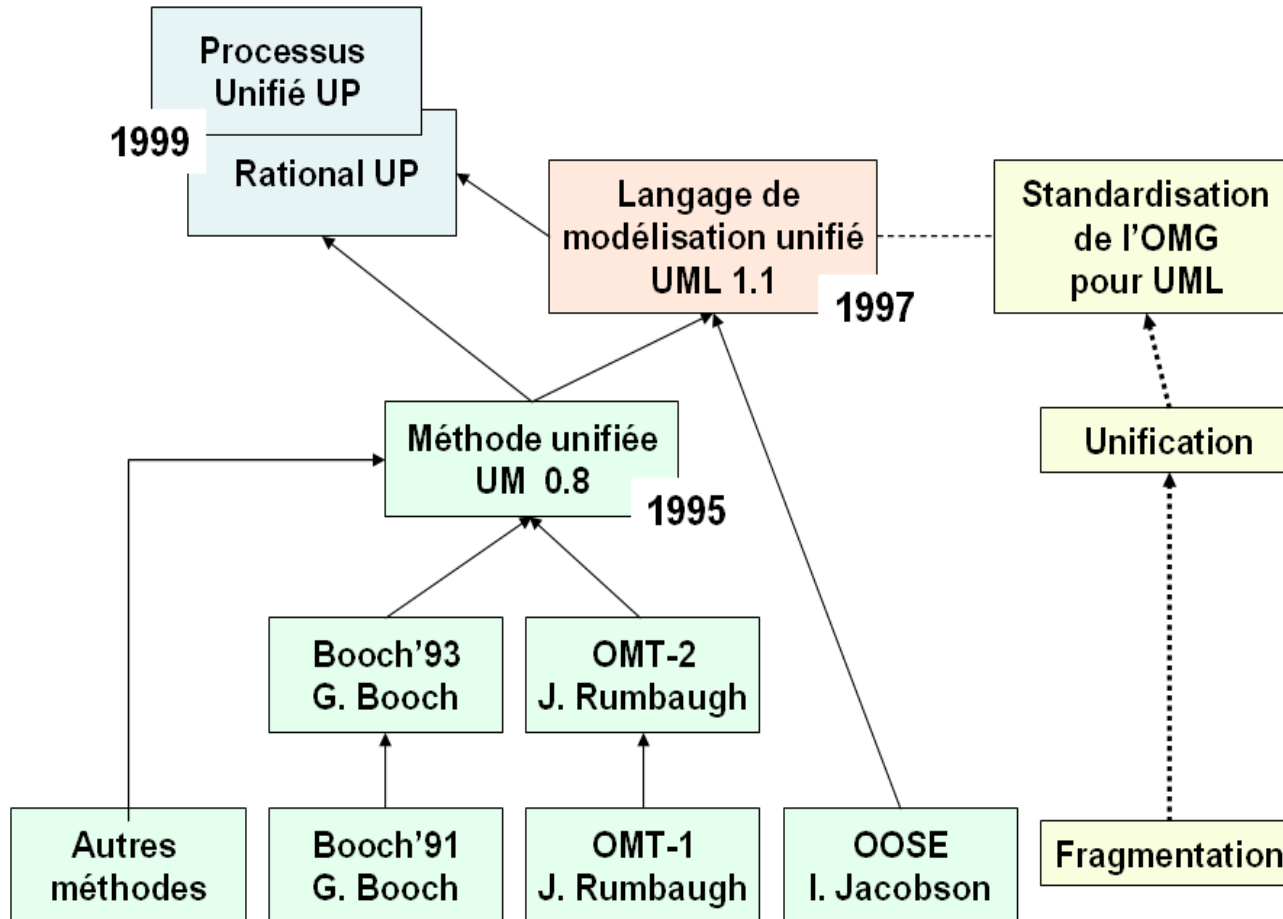 Processus
Unifié UP
1999
Rational UP
Langage de
modélisation unifié
UML 1.1
1997
Standardisation
de l'OMG
pour UML
Méthode unifiée
UM 0.8
1995
Unification
Booch'93
G. Booch
OMT-2
J. Rumbaugh
Autres
méthodes
Booch'91
G. Booch
OMT-1
J. Rumbaugh
OOSE
I. Jacobson
Fragmentation